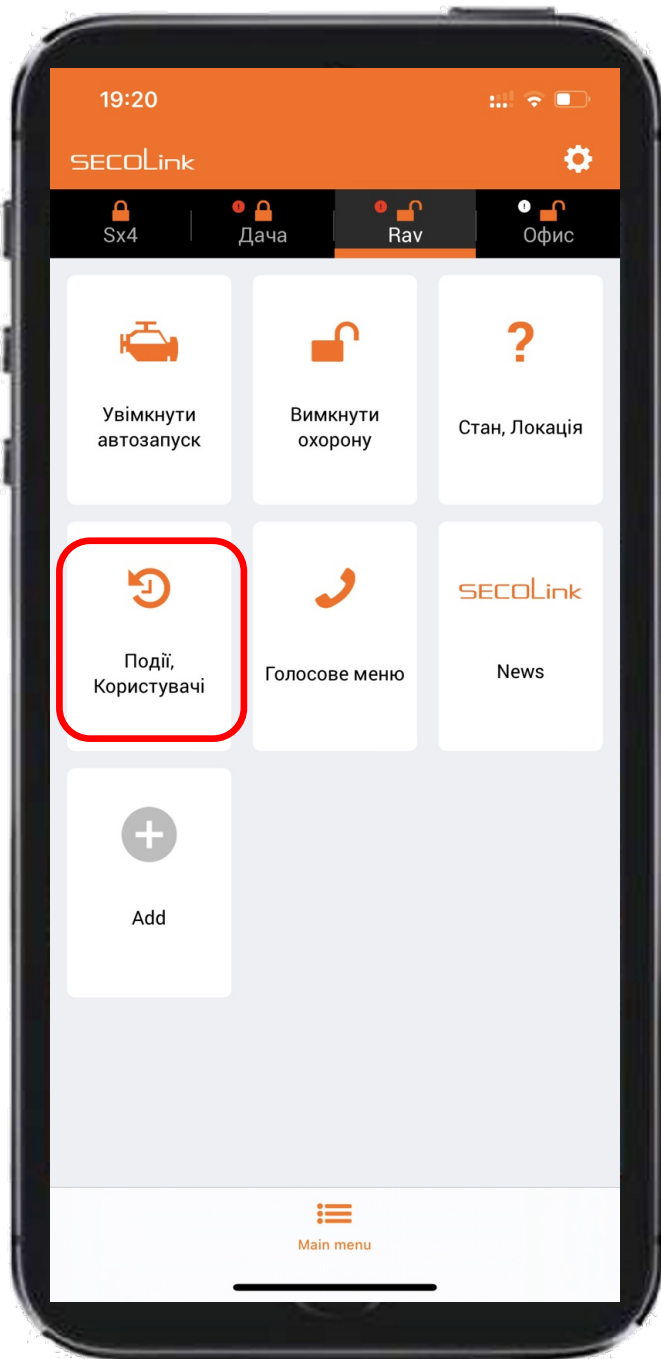 19:20
SECOLink
Sx4
Дача
Rav
Офис
Увімкнути
автозапуск
Вимкнути
охорону
?
Стан, Локація
Події,
Користувачі
Голосове меню
SECOLink
News
Add
Main menu